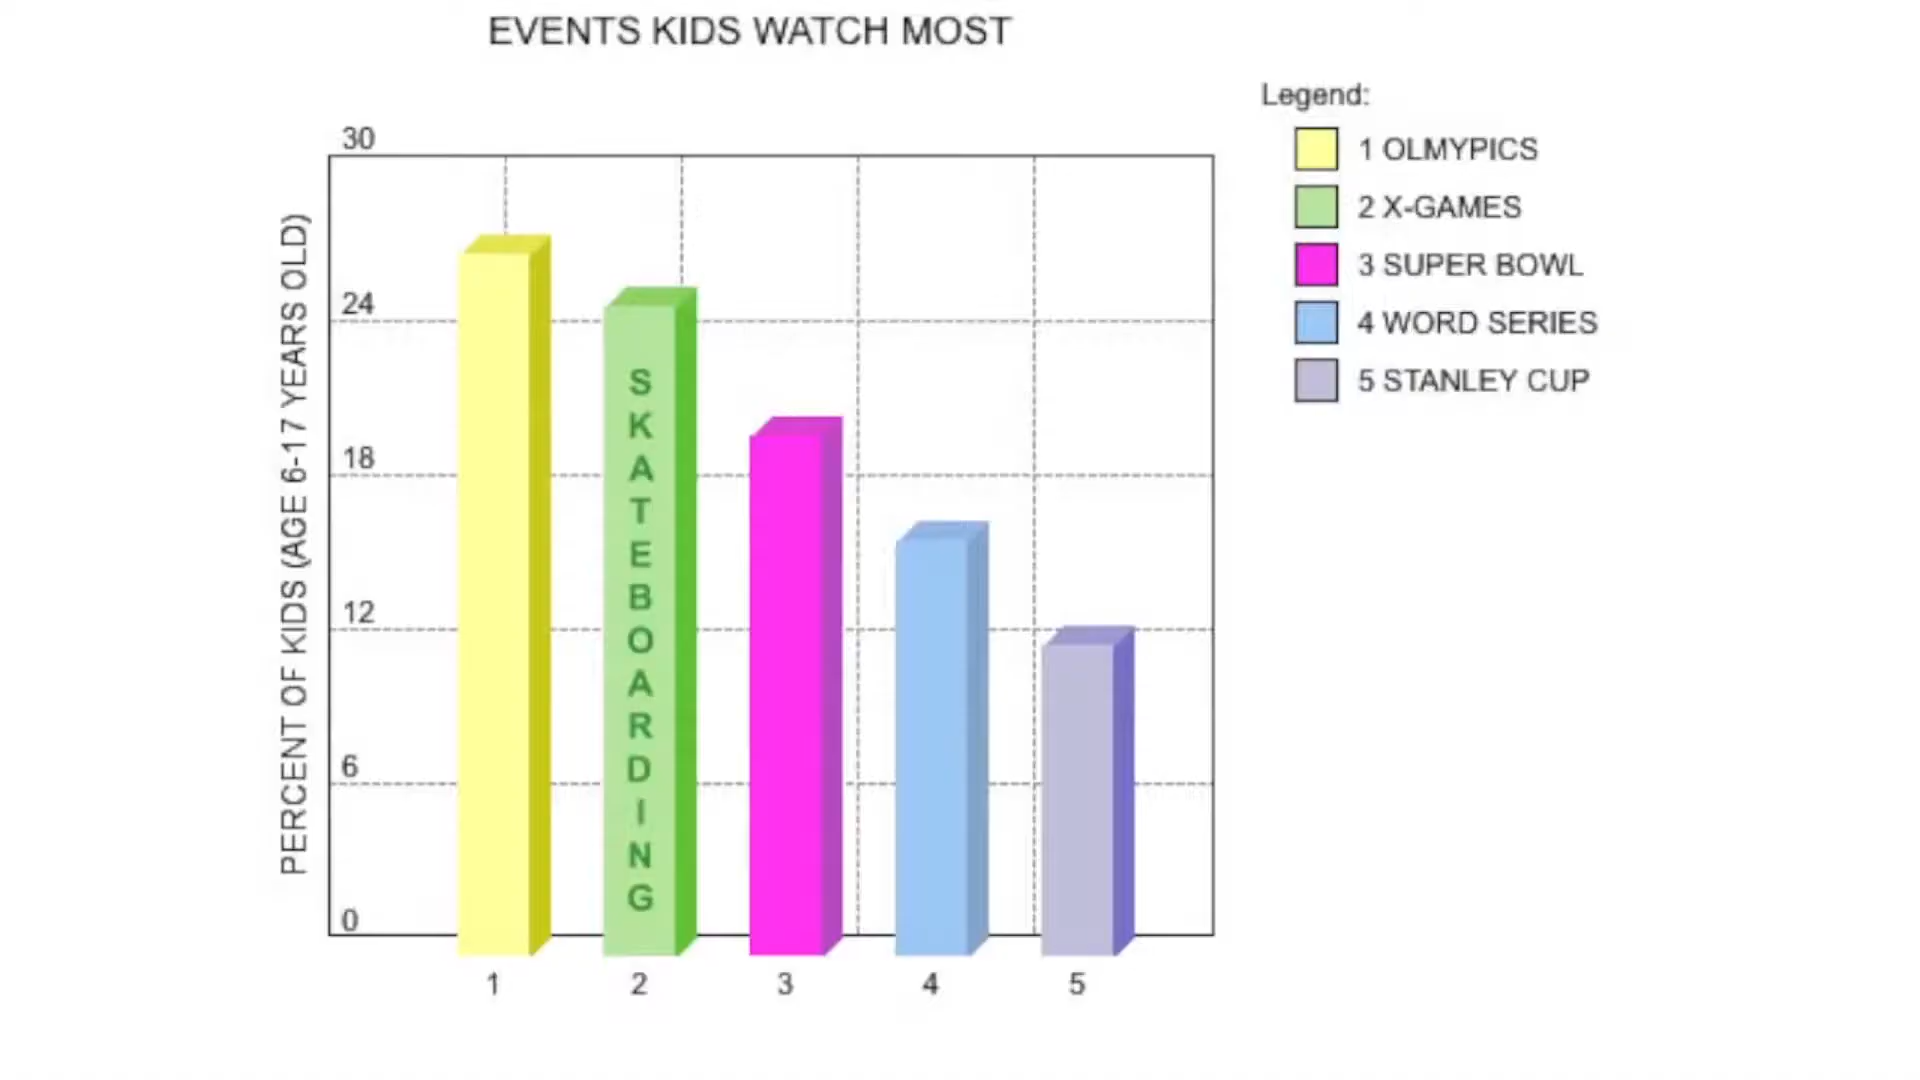 EVENTS KIDS WATCH MOST
Legend:
1 OLMYPICS
2 X-GAMES
3 SUPER BOWL
4 WORD SERIES
5 STANLEY CUP
PERCENT OF KIDS (AGE 6-17 YEARS OLD)
30
24
18
12
6
0
SKATEBOARDING
1
2
3
4
5